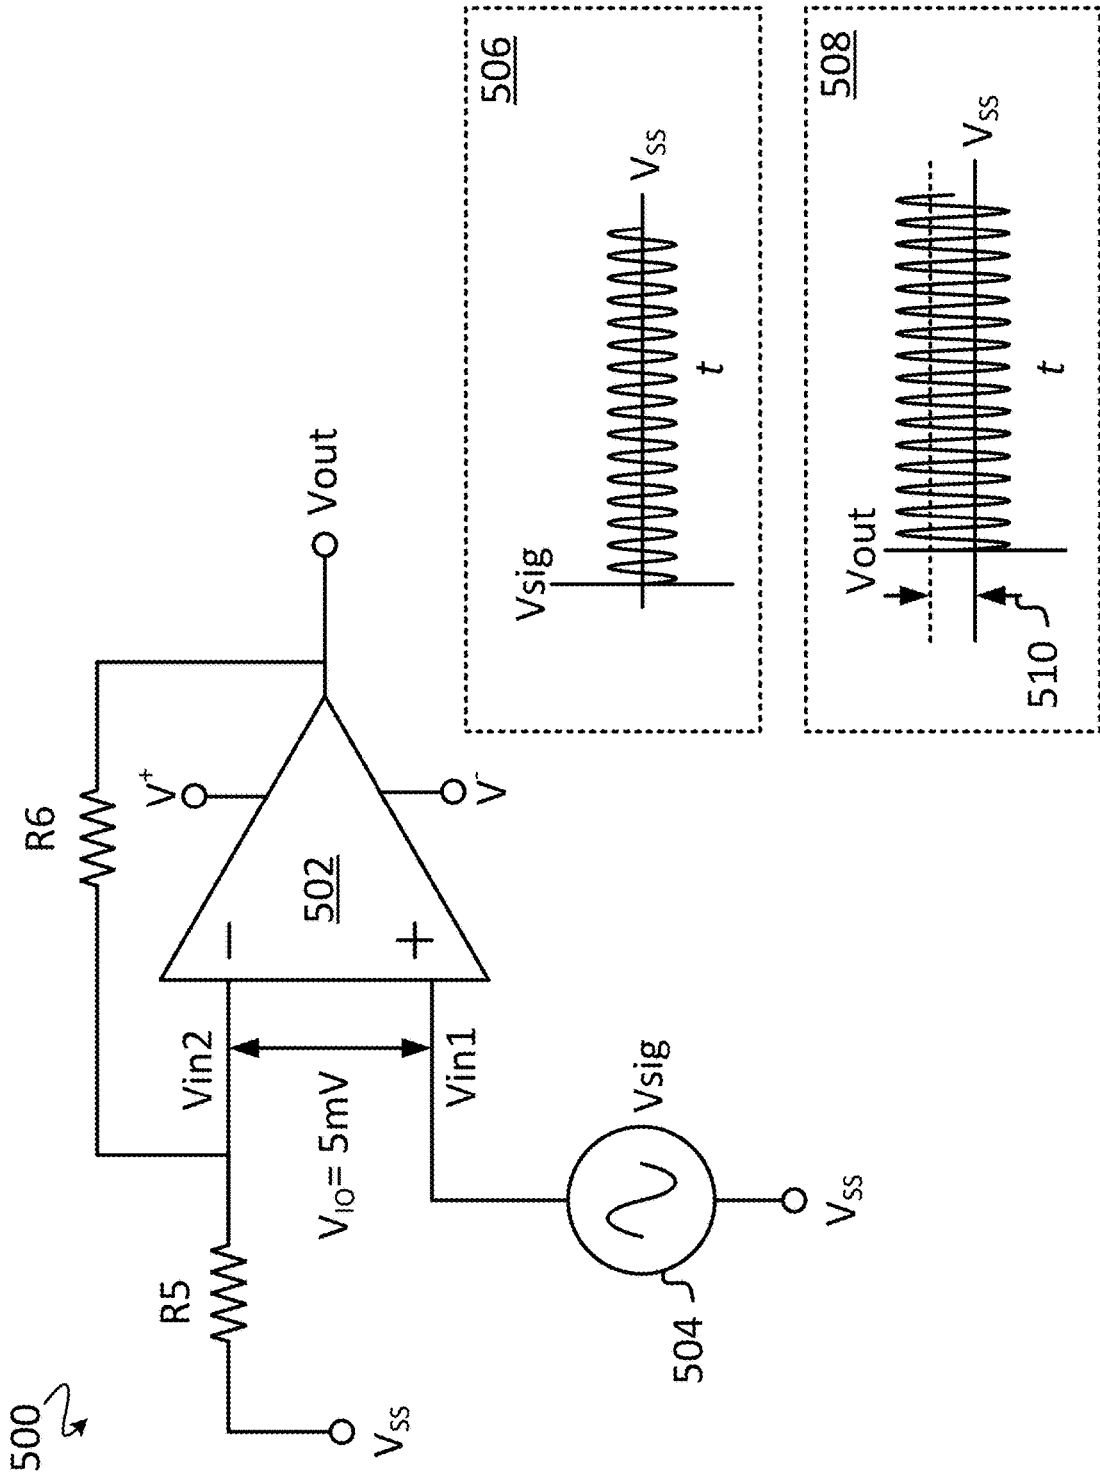 500
R6
V+
506
Vsig
VSS
t
R5
Vin2
502
−
+
Vout
VIO= 5mV
Vin1
V-
VSS
508
Vout
VSS
t
510
504
Vsig
VSS